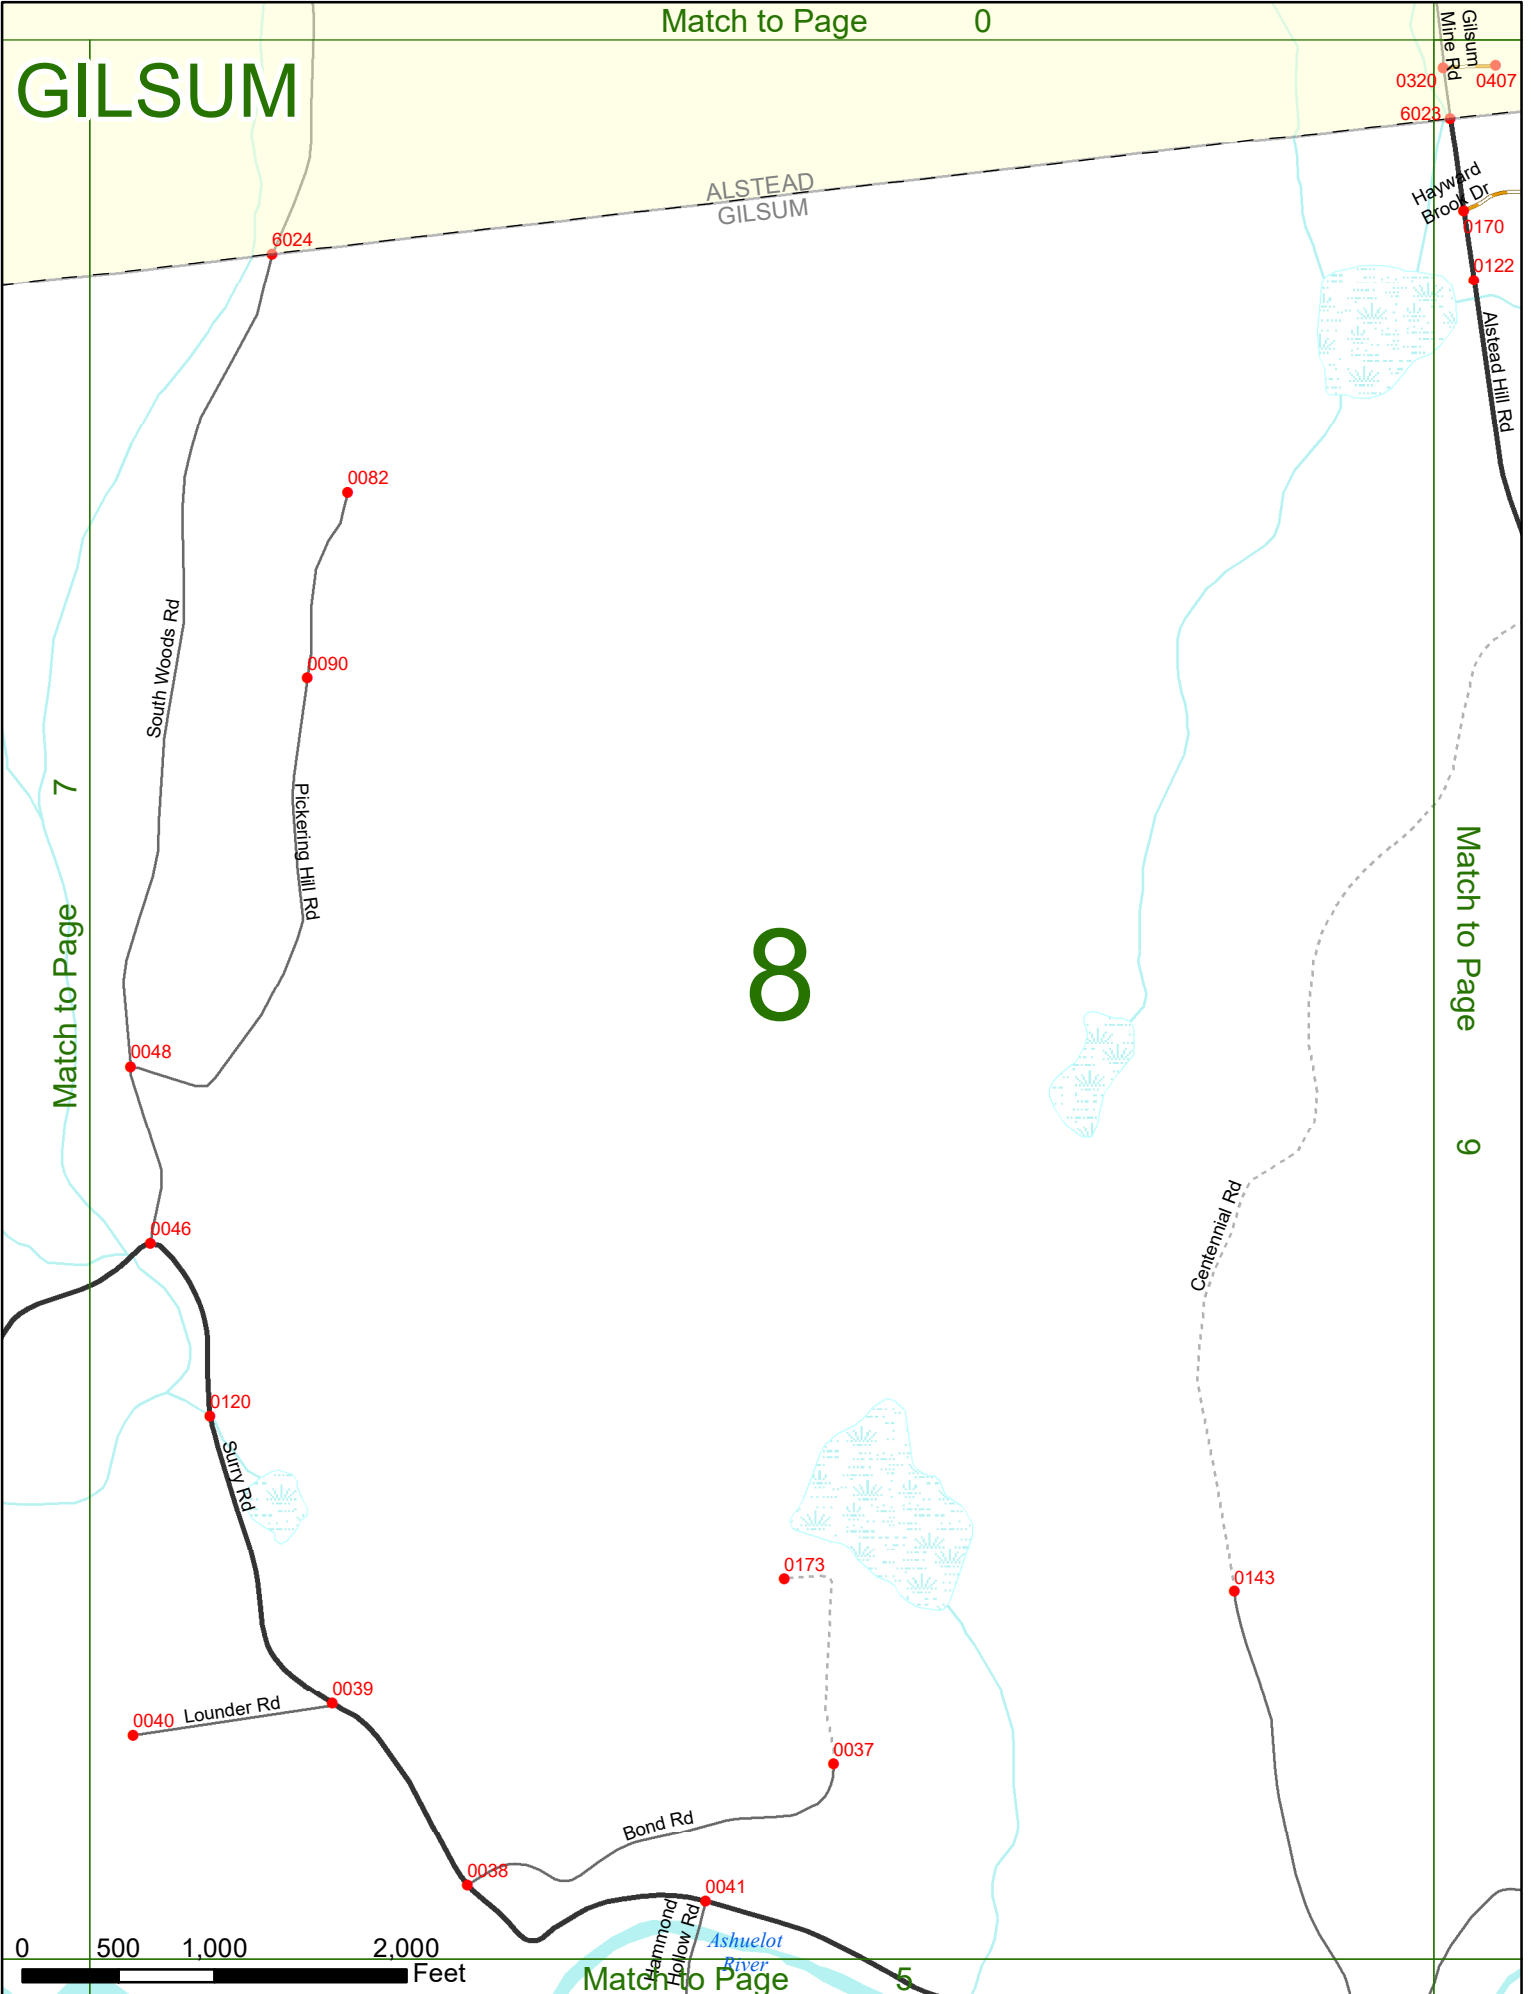 Match to Page 0
GILSUM
Gilsum
Mine Rd
0320
0407
6023
ALSTEAD
GILSUM
Hayward
Brook Dr
0170
6024
0122
Alstead Hill Rd
0082
South Woods Rd
0090
Pickering Hill Rd
Match to Page 7
8
Match to Page 9
0048
Centennial Rd
0046
0120
Surry Rd
0173
0143
0039
0040
Lounder Rd
0037
Bond Rd
0038
0041
Hammond
Hollow Rd
Ashuelot
River
0 500 1,000 2,000
Feet
Match to Page 5